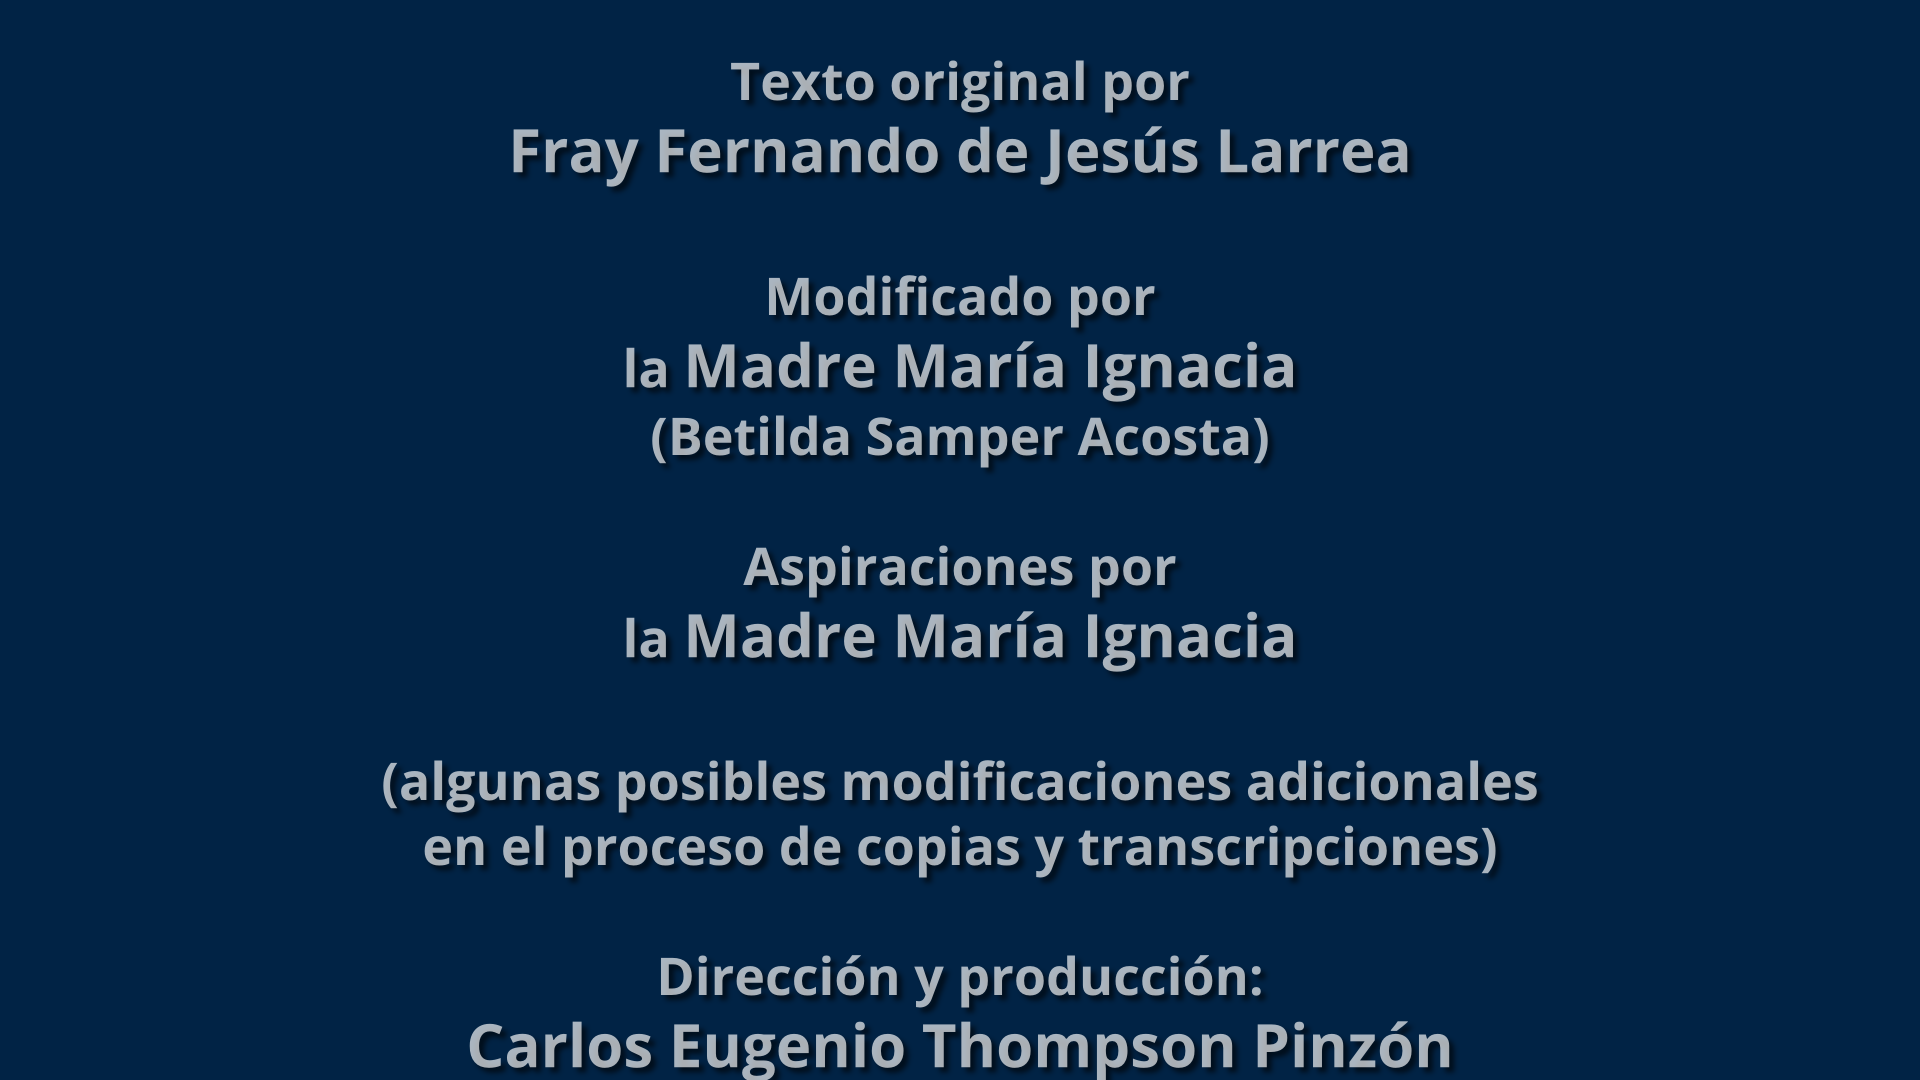 Texto original por
Fray Fernando de Jesús Larrea
Modificado por
la Madre María Ignacia
(Betilda Samper Acosta)
Aspiraciones por
la Madre María Ignacia
(algunas posibles modificaciones adicionales
en el proceso de copias y transcripciones)
Dirección y producción:
Carlos Eugenio Thompson Pinzón